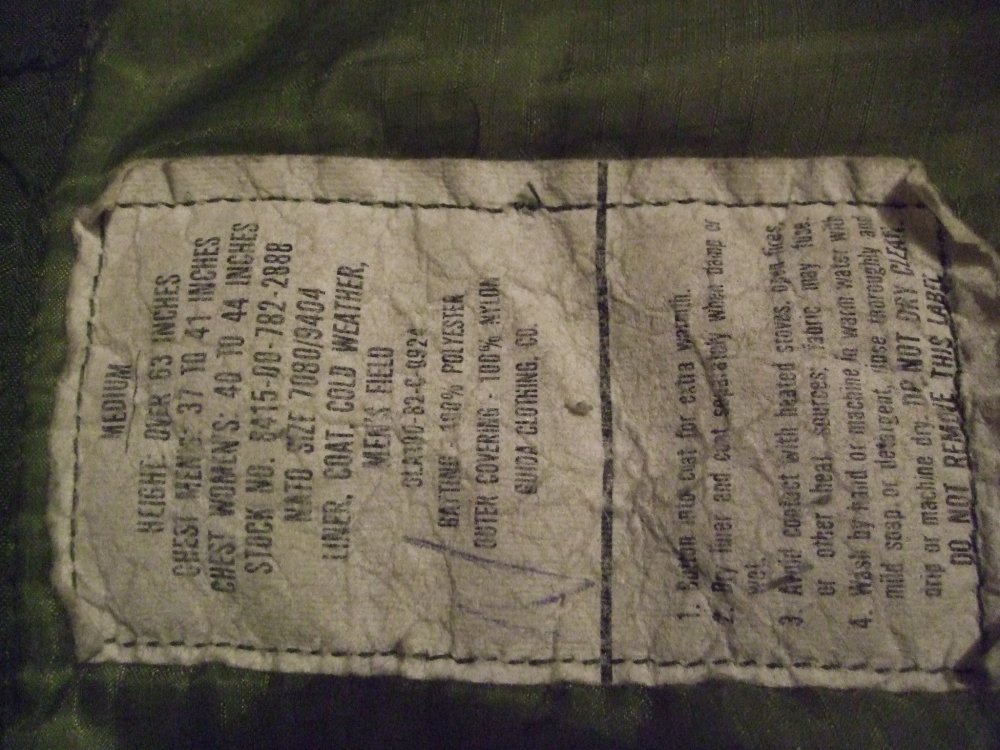 MEDIUM
HEIGHT: OVER 63 INCHES
CHEST MEN'S: 37 TO 41 INCHES
CHEST WOMEN'S: 40 TO 44 INCHES
STOCK NO. 8415-00-782-2888
NATO SIZE 7080/9404
LINER, COAT COLD WEATHER,
MEN'S FIELD
BATTING 100% POLYESTER
OUTER COVERING - 100% NYLON
GUIDA CLOTHING, CO.
1. Button into coat for extra warmth.
2. Dry liner and coat separately when damp or
wet.
3. Avoid contact with heated stoves, open fires,
or other heat sources; fabric may fuse.
4. Wash by hand or machine in warm water with
mild soap or detergent, rinse thoroughly and
drip or machine dry. DO NOT DRY CLEAN.
DO NOT REMOVE THIS LABEL